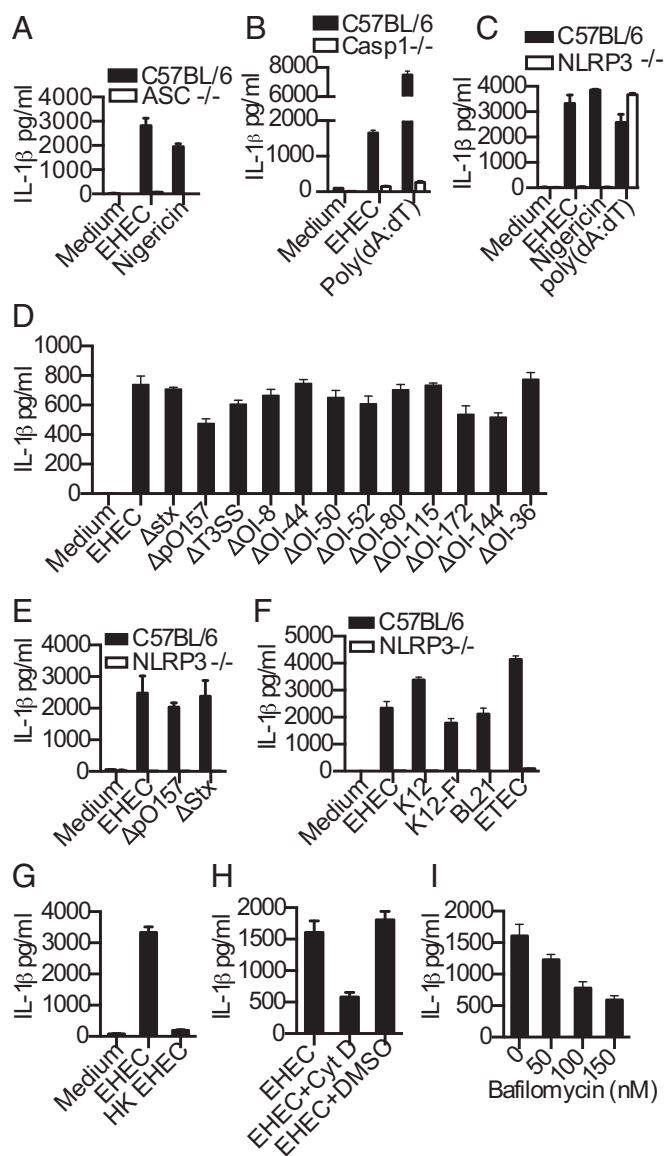 A
C57BL/6
ASC -/-
IL-1β pg/ml
4000
3000
2000
1000
0
Medium
EHEC
Nigericin
B
C57BL/6
Casp1-/-
IL-1β pg/ml
8000
6000
2000
1000
0
Medium
EHEC
Poly(dA:dT)
C
C57BL/6
NLRP3 -/-
IL-1β pg/ml
4000
3000
2000
1000
0
Medium
EHEC
Nigericin
poly(dA:dT)
D
IL-1β pg/ml
1000
800
600
400
200
0
Medium
EHEC
Δstx
ΔpO157
ΔT3SS
ΔOI-8
ΔOI-44
ΔOI-50
ΔOI-52
ΔOI-80
ΔOI-115
ΔOI-172
ΔOI-144
ΔOI-36
E
C57BL/6
NLRP3 -/-
IL-1β pg/ml
4000
3000
2000
1000
0
Medium
EHEC
ΔpO157
ΔStx
F
C57BL/6
NLRP3-/-
IL-1β pg/ml
5000
4000
3000
2000
1000
0
Medium
EHEC
K12
K12-F'
BL21
ETEC
G
IL-1β pg/ml
4000
3000
2000
1000
0
Medium
EHEC
HK EHEC
H
IL-1β pg/ml
2000
1500
1000
500
0
EHEC
EHEC+Cyt D
EHEC+DMSO
I
IL-1β pg/ml
2000
1500
1000
500
0
0
50
100
150
Bafilomycin (nM)